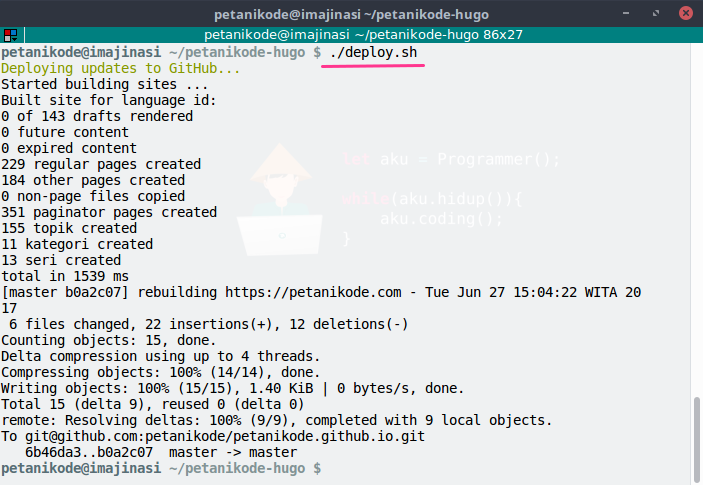 petanikode@imajinasi ~/petanikode-hugo
petanikode@imajinasi ~/petanikode-hugo 86x27
petanikode@imajinasi ~/petanikode-hugo $ ./deploy.sh
Deploying updates to GitHub...
Started building sites ...
Built site for language id:
0 of 143 drafts rendered
0 future content
0 expired content
229 regular pages created
184 other pages created
0 non-page files copied
351 paginator pages created
155 topik created
11 kategori created
13 seri created
total in 1539 ms
[master b0a2c07] rebuilding https://petanikode.com - Tue Jun 27 15:04:22 WITA 20
17
 6 files changed, 22 insertions(+), 12 deletions(-)
Counting objects: 15, done.
Delta compression using up to 4 threads.
Compressing objects: 100% (14/14), done.
Writing objects: 100% (15/15), 1.40 KiB | 0 bytes/s, done.
Total 15 (delta 9), reused 0 (delta 0)
remote: Resolving deltas: 100% (9/9), completed with 9 local objects.
To git@github.com:petanikode/petanikode.github.io.git
   6b46da3..b0a2c07  master -> master
petanikode@imajinasi ~/petanikode-hugo $
aku = Programmer();
while(aku.hidup()){
aku.coding();
}